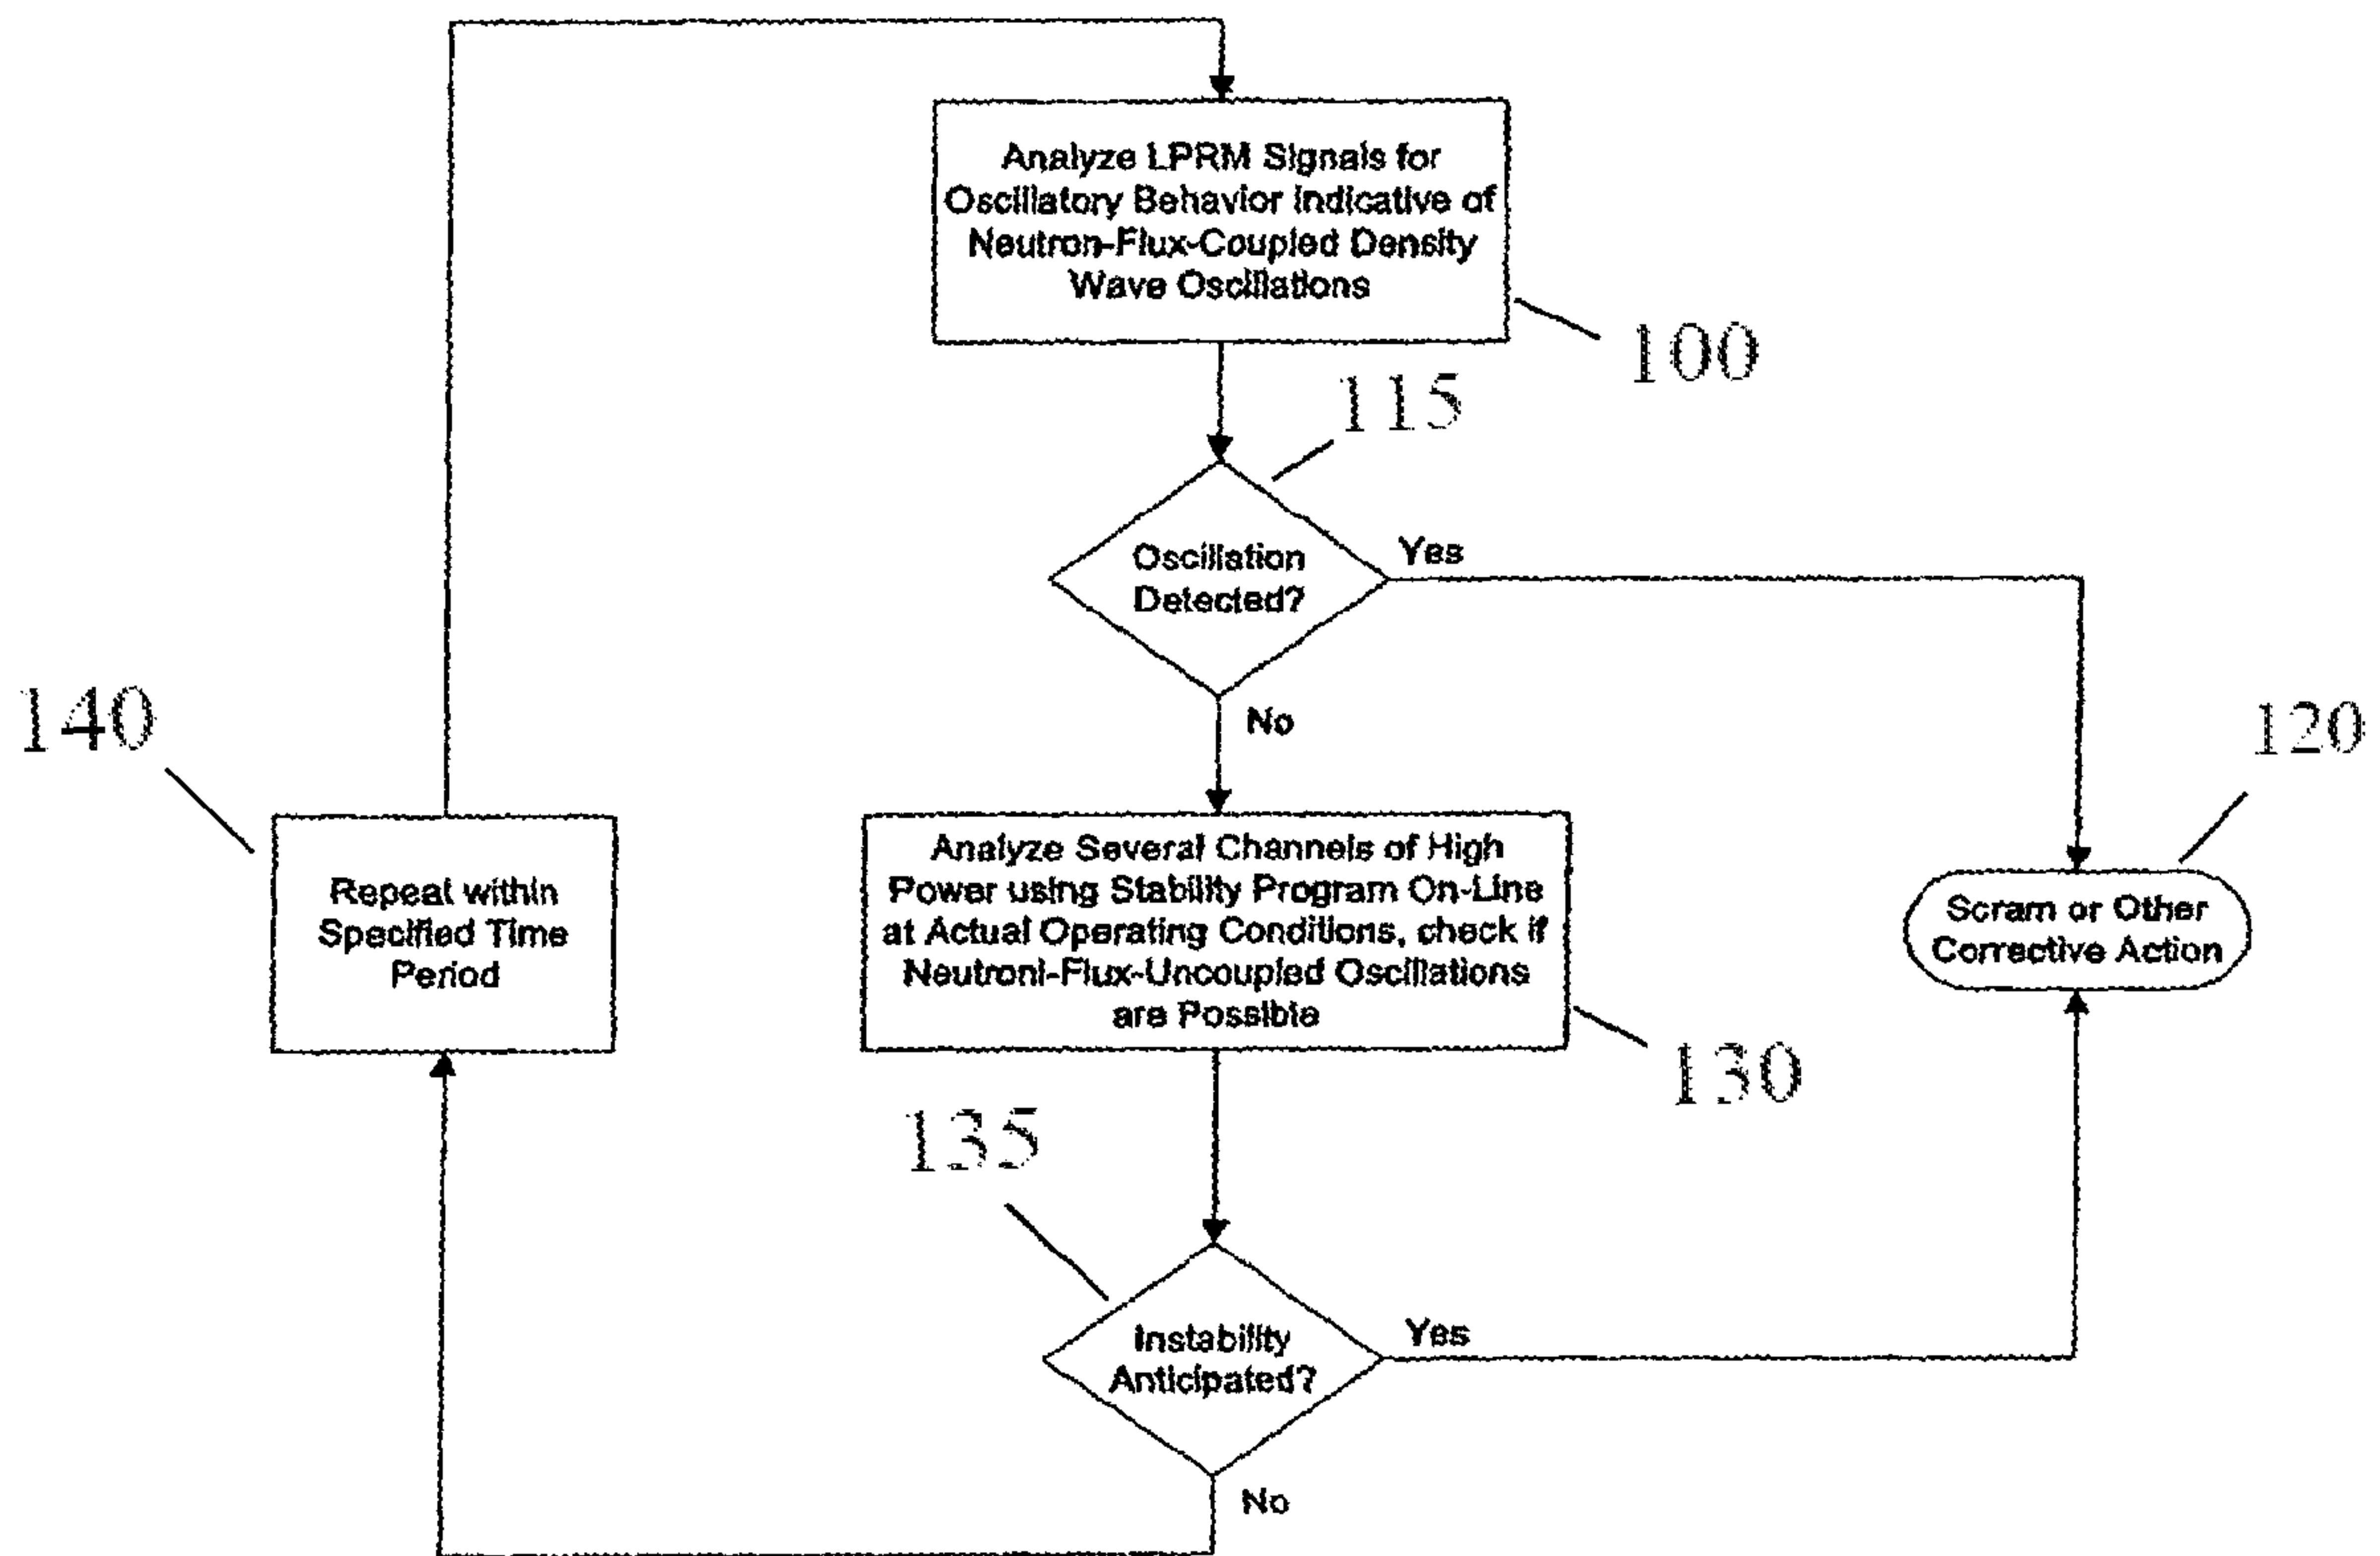 Analyze LPRM Signals for
Oscillatory Behavior Indicative of
Neutron-Flux-Coupled Density
Wave Oscillations
100
115
Oscillation
Detected?
Yes
No
140
120
Repeat within
Specified Time
Period
Analyze Several Channels of High
Power using Stability Program On-Line
at Actual Operating Conditions, check if
Neutroni-Flux-Uncoupled Oscillations
are Possible
Scram or Other
Corrective Action
130
135
Instability
Anticipated?
Yes
No